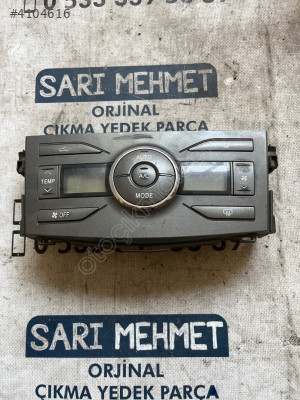 #4104616
SARI MEHMET
ORJİNAL
ÇIKMA YEDEK PARÇA
TEMP
A/C
MODE
OFF
SARI MEHMET
ORJİNAL
ÇIKMA YEDEK PARÇA